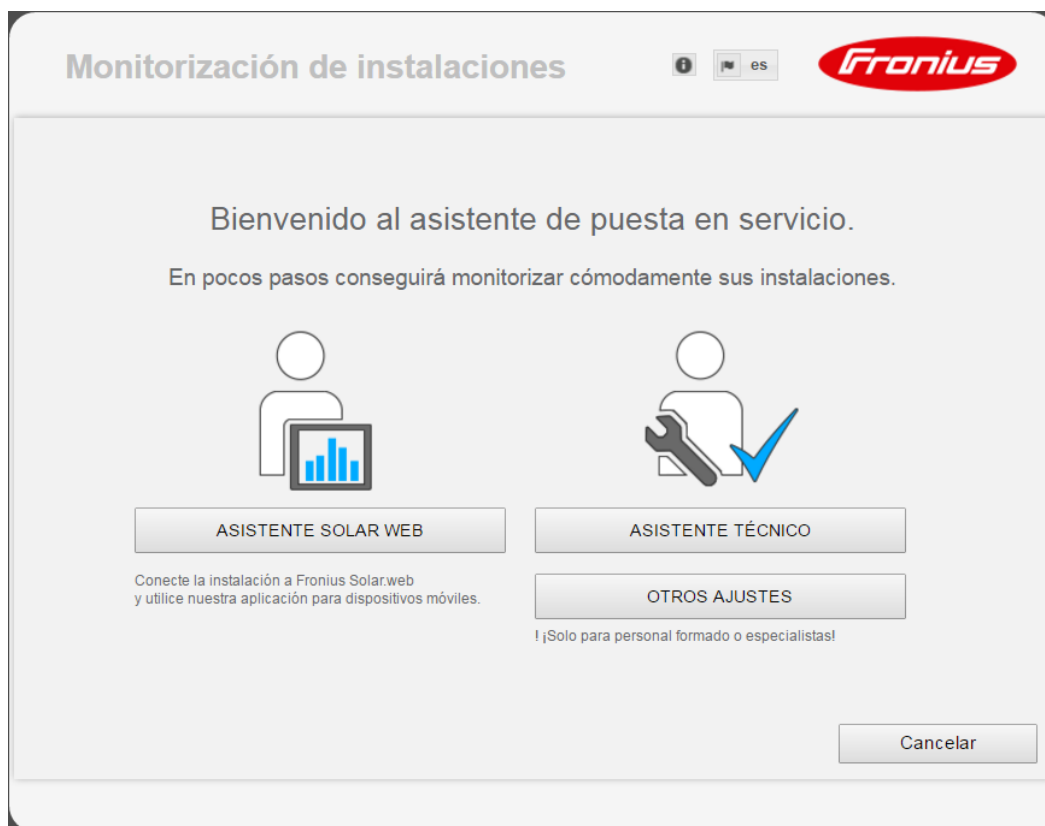 Monitorización de instalaciones
es
Fronius
Bienvenido al asistente de puesta en servicio.
En pocos pasos conseguirá monitorizar cómodamente sus instalaciones.
ASISTENTE SOLAR WEB
ASISTENTE TÉCNICO
Conecte la instalación a Fronius Solar.web
y utilice nuestra aplicación para dispositivos móviles.
OTROS AJUSTES
! ¡Solo para personal formado o especialistas!
Cancelar